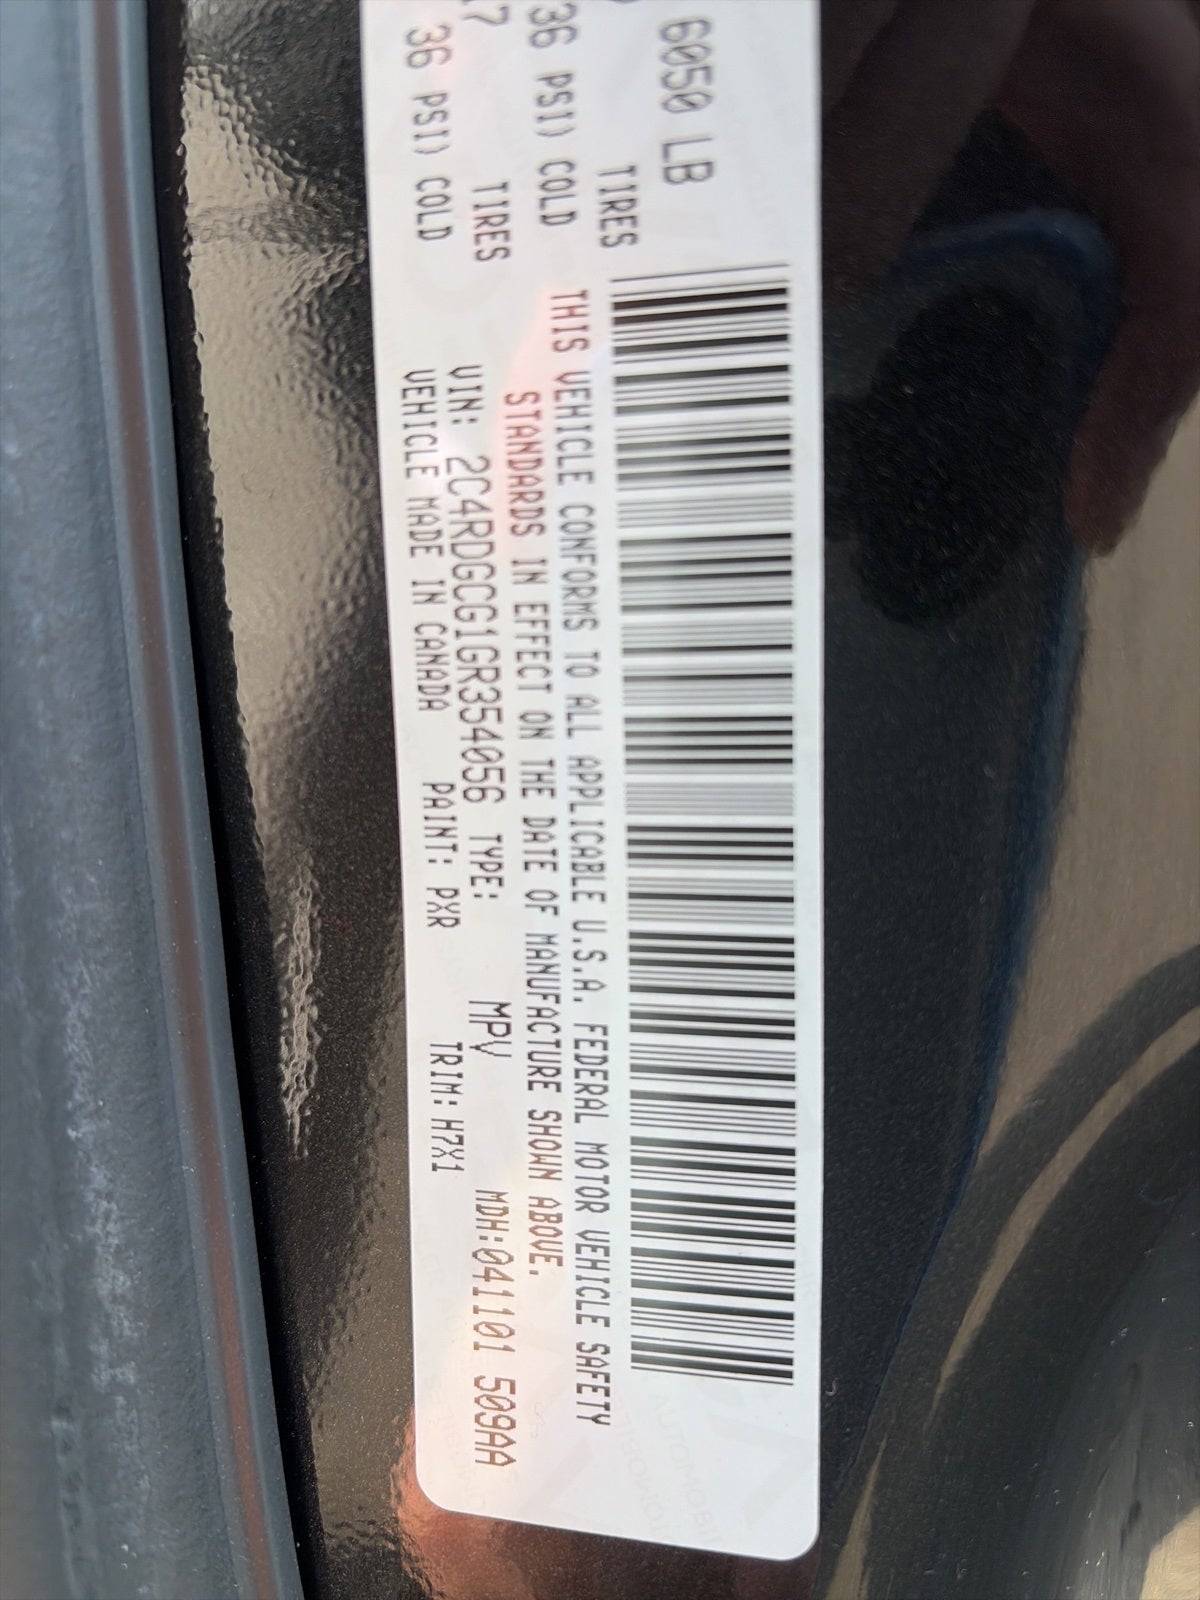 6050 LB
TIRES
36 PSI) COLD
TIRES
36 PSI) COLD
THIS VEHICLE CONFORMS TO ALL APPLICABLE U.S.A. FEDERAL MOTOR VEHICLE SAFETY
STANDARDS IN EFFECT ON THE DATE OF MANUFACTURE SHOWN ABOVE.
VIN: 2C4RDGCG1GR354056 TYPE: MPV MDH:041101 509AA
VEHICLE MADE IN CANADA PAINT: PXR TRIM: H7X1